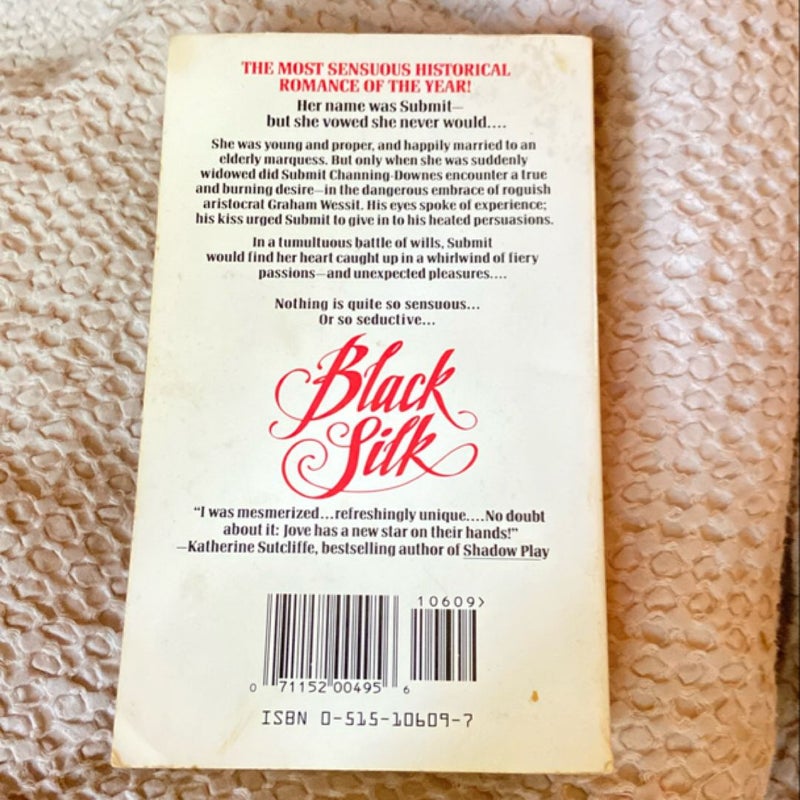 THE MOST SENSUOUS HISTORICAL
ROMANCE OF THE YEAR!
Her name was Submit—
but she vowed she never would....
She was young and proper, and happily married to an
elderly marquess. But only when she was suddenly
widowed did Submit Channing-Downes encounter a true
and burning desire—in the dangerous embrace of roguish
aristocrat Graham Wessit. His eyes spoke of experience;
his kiss urged Submit to give in to his heated persuasions.
In a tumultuous battle of wills, Submit
would find her heart caught up in a whirlwind of fiery
passions—and unexpected pleasures....
Nothing is quite so sensuous...
Or so seductive...
Black
Silk
"I was mesmerized...refreshingly unique....No doubt
about it: Jove has a new star on their hands!"
—Katherine Sutcliffe, bestselling author of Shadow Play
10609>
0 71152 00495 6
ISBN 0-515-10609-7